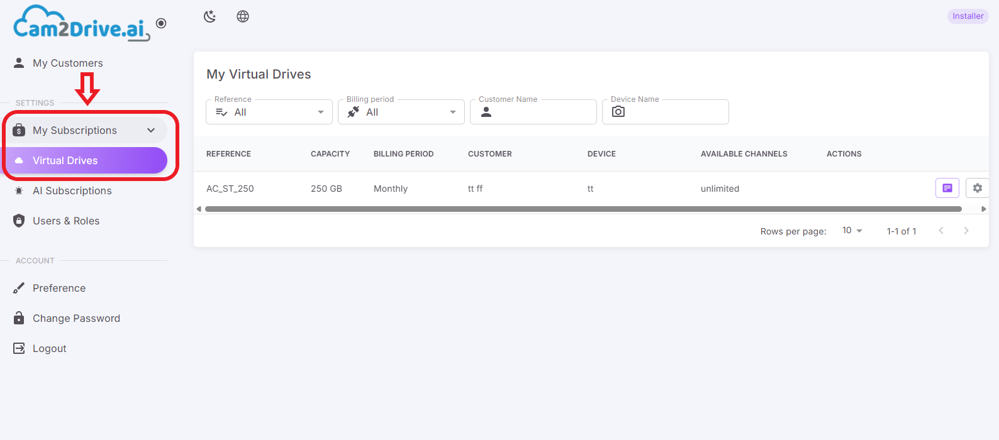 Cam2Drive.ai
Installer
My Customers
SETTINGS
My Subscriptions
Virtual Drives
AI Subscriptions
Users & Roles
ACCOUNT
Preference
Change Password
Logout
My Virtual Drives
Reference Billing period Customer Name Device Name
All All
REFERENCE CAPACITY BILLING PERIOD CUSTOMER DEVICE AVAILABLE CHANNELS ACTIONS
AC_ST_250 250 GB Monthly tt ff tt unlimited
Rows per page: 10 1-1 of 1